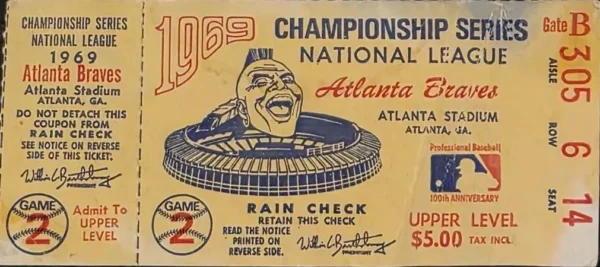 CHAMPIONSHIP SERIES
NATIONAL LEAGUE
1969
Atlanta Braves
Atlanta Stadium
ATLANTA, GA.
DO NOT DETACH THIS
COUPON FROM
RAIN CHECK
SEE NOTICE ON REVERSE
SIDE OF THIS TICKET.
PRESIDENT
GAME
2
Admit To
UPPER
LEVEL
1969
CHAMPIONSHIP SERIES
NATIONAL LEAGUE
Atlanta Braves
ATLANTA STADIUM
ATLANTA, GA.
Professional Baseball
100th ANNIVERSARY
GAME
2
RAIN CHECK
RETAIN THIS CHECK
READ THE NOTICE
PRINTED ON
REVERSE SIDE.
PRESIDENT
UPPER LEVEL
$5.00 TAX INCL.
Gate B
305
AISLE
6
ROW
14
SEAT